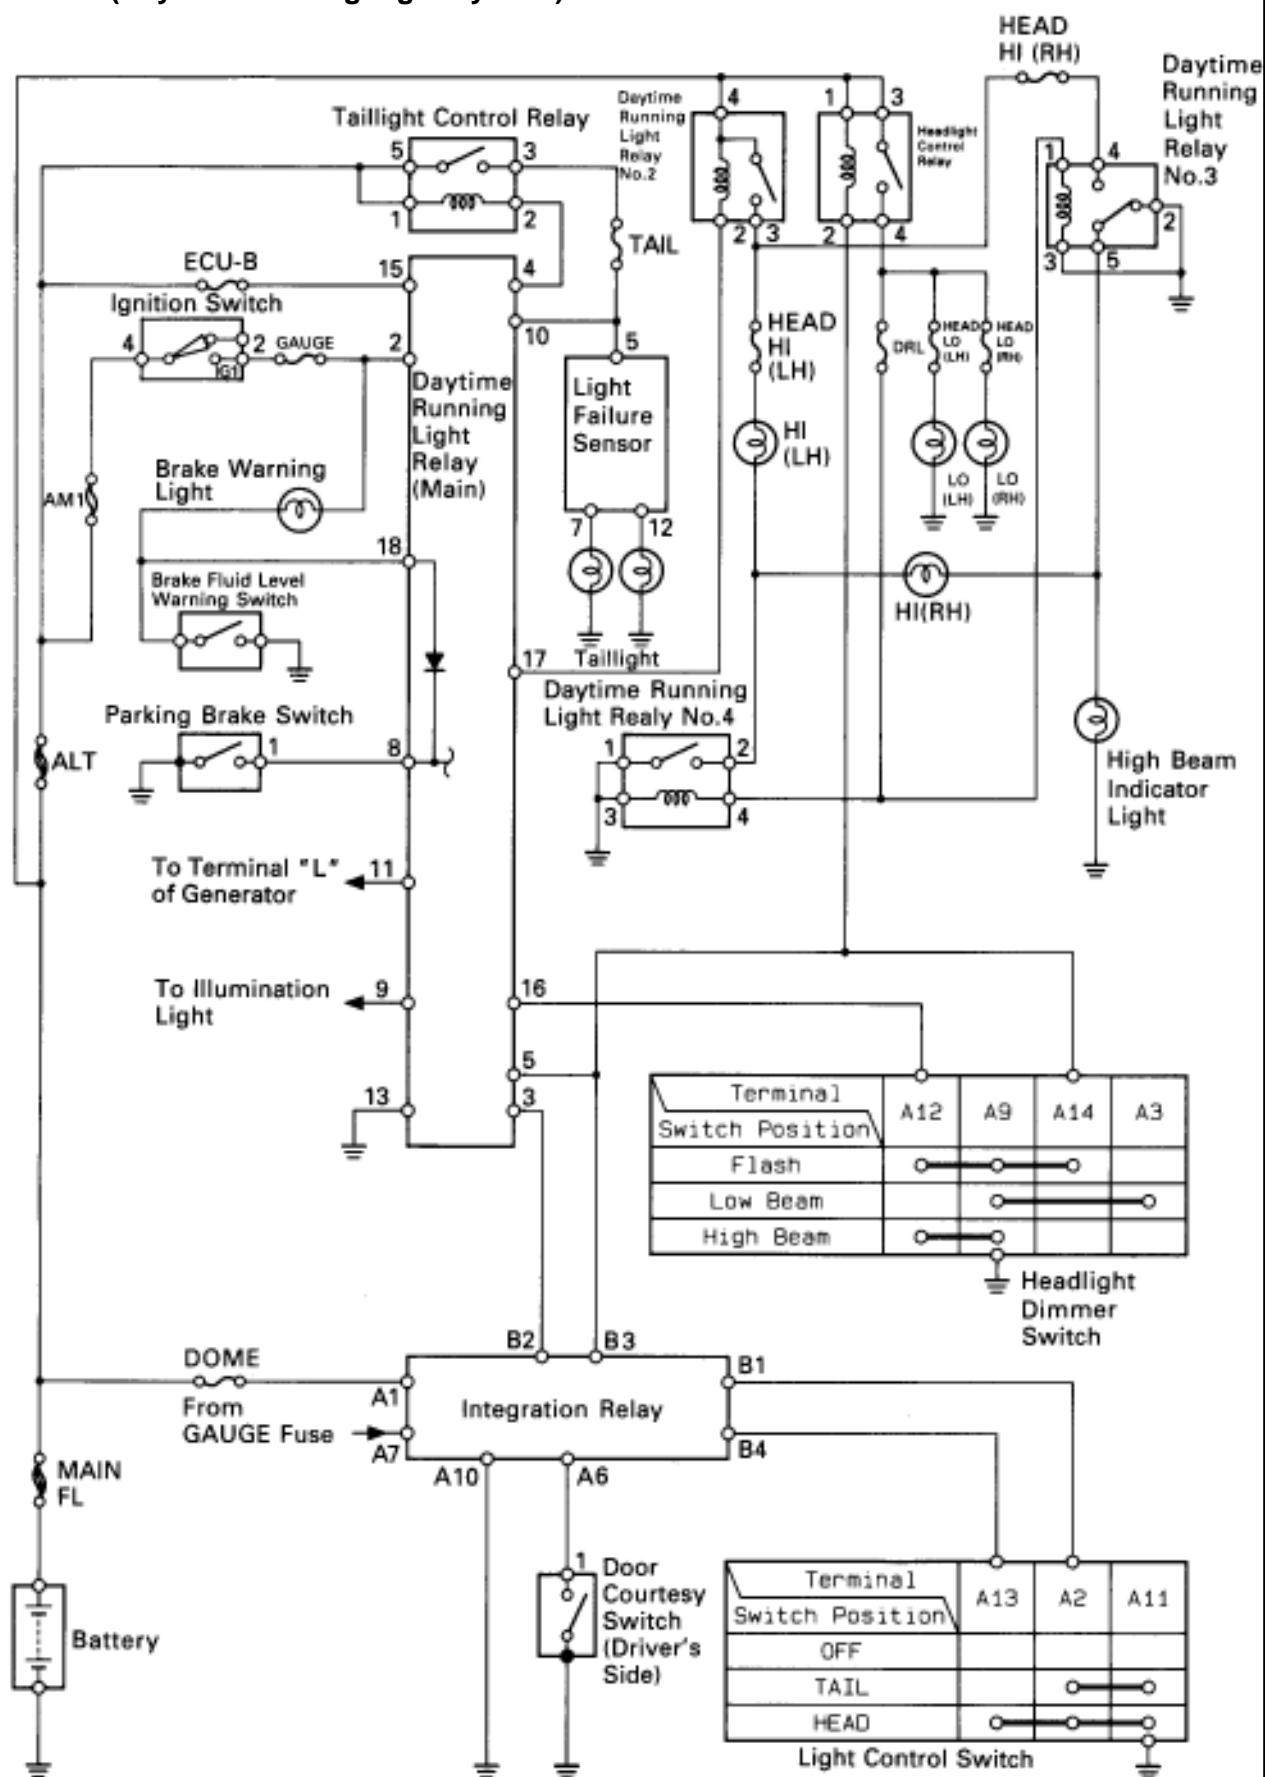 HEAD
HI (RH)
Daytime
Running
Light
Relay
No.3
Taillight Control Relay
5
3
1
2
Daytime
Running
Light
Relay
No.2
4
2
3
1
3
Headlight
Control
Relay
2
4
1
4
2
3
5
TAIL
ECU-B
15
4
Ignition Switch
4
2
IG1
GAUGE
2
10
5
Daytime
Running
Light
Relay
(Main)
Light
Failure
Sensor
HEAD
HI
(LH)
DRL
HEAD
LO
(LH)
HEAD
LO
(RH)
HI
(LH)
LO
(LH)
LO
(RH)
Brake Warning
Light
AM1
7
12
18
Brake Fluid Level
Warning Switch
HI(RH)
17
Taillight
Daytime Running
Light Realy No.4
1
2
3
4
Parking Brake Switch
1
8
ALT
High Beam
Indicator
Light
To Terminal "L"
of Generator
11
To Illumination
Light
9
16
5
13
3
Terminal
Switch Position
A12
A9
A14
A3
Flash
Low Beam
High Beam
Headlight
Dimmer
Switch
B2
B3
DOME
A1
B1
Integration Relay
From
GAUGE Fuse
A7
B4
A10
A6
MAIN
FL
Battery
1
Door
Courtesy
Switch
(Driver's
Side)
Terminal
Switch Position
A13
A2
A11
OFF
TAIL
HEAD
Light Control Switch